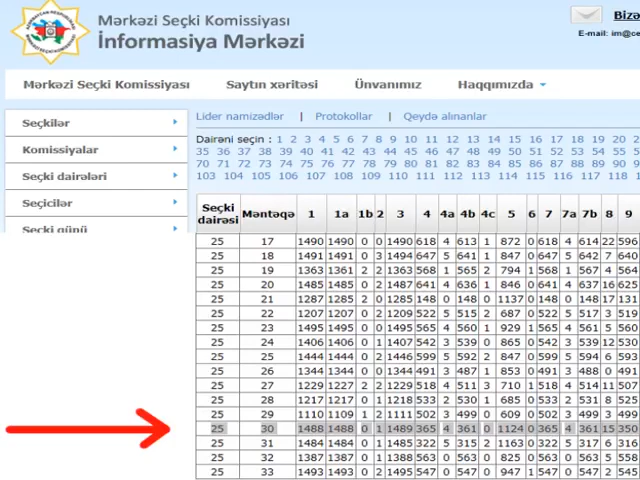 Mərkəzi Seçki Komissiyası
İnformasiya Mərkəzi
Bizə
E-mail: im@ce
Mərkəzi Seçki Komissiyası Saytın xəritəsi Ünvanımız Haqqımızda
Seçkilər
Komissiyalar
Seçki dairələri
Seçicilər
Seçki günü
Lider namizədlər | Protokollar | Qeydə alınanlar
Dairəni seçin : 1 2 3 4 5 6 7 8 9 10 11 12 13 14 15 16 17 18 19 20 2
35 36 37 38 39 40 41 42 43 44 45 46 47 48 49 50 51 52 53 54 55 5
70 71 72 73 74 75 76 77 78 79 80 81 82 83 84 85 86 87 88 89 90 9
103 104 105 106 107 108 109 110 111 112 113 114 115 116 117 118 1
Seçki dairəsi Məntəqə 1 1a 1b 2 3 4 4a 4b 4c 5 6 7 7a 7b 8 9
25 17 1490 1490 0 0 1490 618 4 613 1 872 0 618 4 614 22 596
25 18 1491 1491 0 3 1494 647 5 641 1 847 0 647 5 642 7 640
25 19 1363 1361 2 2 1363 568 1 565 2 794 1 568 1 567 4 564
25 20 1485 1485 0 2 1487 641 4 636 1 846 0 641 4 637 16 625
25 21 1287 1285 2 0 1285 148 0 148 0 1137 0 148 0 148 17 131
25 22 1207 1207 0 2 1209 522 5 515 2 687 0 522 5 517 3 519
25 23 1495 1495 0 0 1495 565 4 560 1 929 1 565 4 561 5 560
25 24 1406 1406 0 1 1407 542 3 539 0 865 0 542 3 539 12 530
25 25 1444 1444 0 2 1446 599 5 592 2 847 0 599 5 594 6 593
25 26 1344 1344 0 0 1344 491 3 487 1 853 0 491 3 488 0 491
25 27 1229 1227 2 2 1229 518 4 511 3 710 1 518 4 514 11 507
25 28 1217 1217 0 1 1218 533 2 530 1 685 0 533 2 531 8 525
25 29 1110 1109 1 2 1111 502 3 499 0 609 0 502 3 499 3 499
25 30 1488 1488 0 1 1489 365 4 361 0 1124 0 365 4 361 15 350
25 31 1484 1484 0 1 1485 322 5 315 2 1163 0 322 5 317 6 316
25 32 1387 1387 0 1 1388 563 0 563 0 825 0 563 0 563 5 558
25 33 1493 1493 0 2 1495 547 0 545 0 947 1 547 2 545 2 545